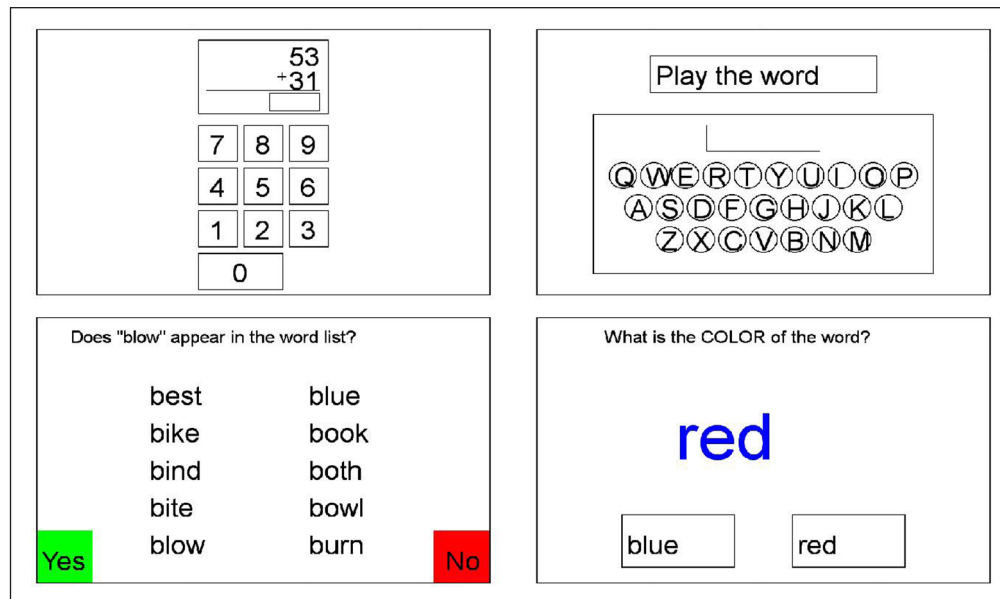 53
+31
7 8 9
4 5 6
1 2 3
0
Play the word
Q W E R T Y U I O P
A S D F G H J K L
Z X C V B N M
Does "blow" appear in the word list?
best blue
bike book
bind both
bite bowl
blow burn
Yes No
What is the COLOR of the word?
red
blue red